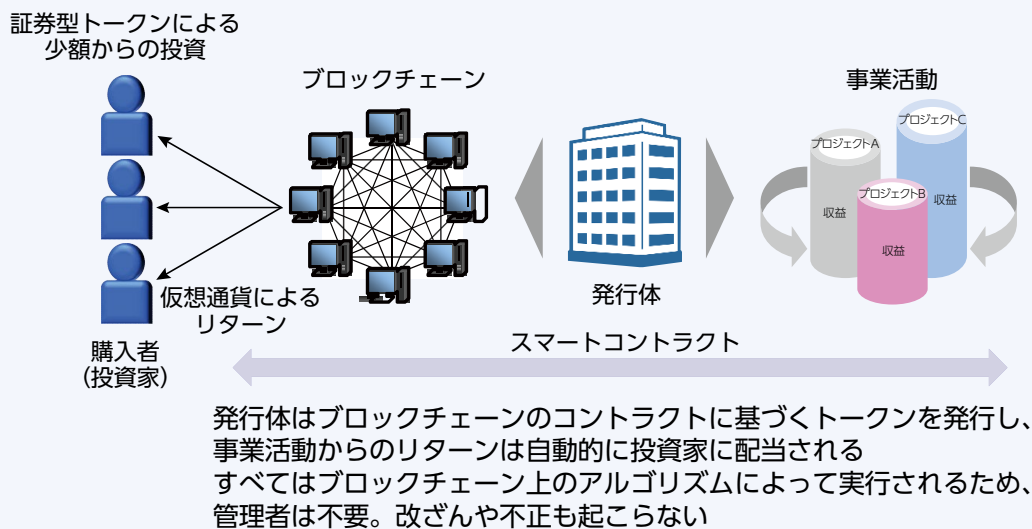 証券型トークンによる
少額からの投資
ブロックチェーン
事業活動
プロジェクトC
プロジェクトA
プロジェクトB
収益
収益
収益
発行体
仮想通貨による
リターン
購入者
(投資家)
スマートコントラクト
発行体はブロックチェーンのコントラクトに基づくトークンを発行し、
事業活動からのリターンは自動的に投資家に配当される
すべてはブロックチェーン上のアルゴリズムによって実行されるため、
管理者は不要。改ざんや不正も起こらない